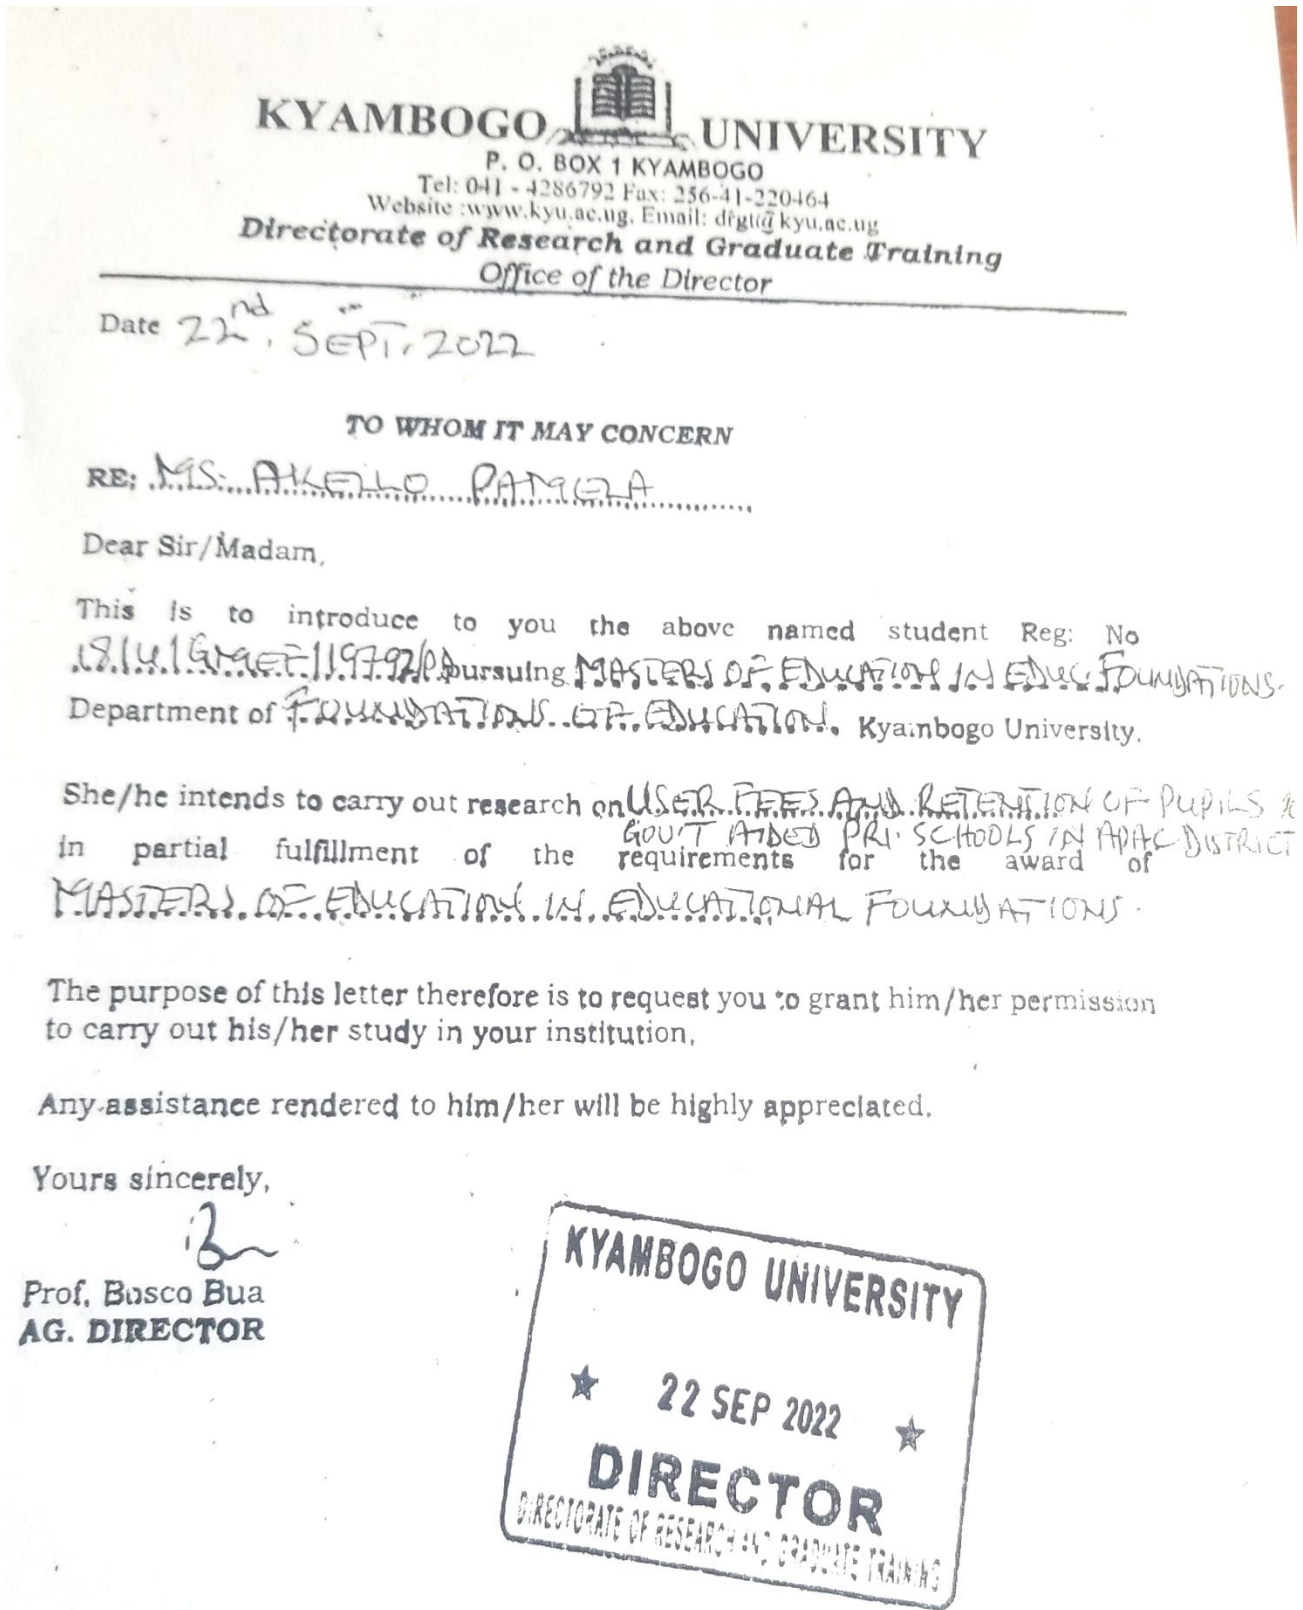 KYAMBOGO UNIVERSITY
P. O. BOX 1 KYAMBOGO
Tel: 041 - 4286792 Fax: 256-41-220464
Website :www.kyu.ac.ug, Email: drgt@kyu.ac.ug
Directorate of Research and Graduate Training
Office of the Director
Date 22nd, SEPT, 2022
TO WHOM IT MAY CONCERN
RE: MS. AKELLO PAMELA
Dear Sir/Madam,
This is to introduce to you the above named student Reg: No
pursuing MASTERS OF EDUCATION IN EDUC FOUNDATIONS.
Department of FOUNDATIONS OF EDUCATION. Kyambogo University.
She/he intends to carry out research on USER FEES AND RETENTION OF PUPILS
GOV'T AIDED PRI. SCHOOLS IN APAC DISTRICT
in partial fulfillment of the requirements for the award of
MASTERS OF EDUCATION IN EDUCATIONAL FOUNDATIONS.
The purpose of this letter therefore is to request you to grant him/her permission
to carry out his/her study in your institution.
Any assistance rendered to him/her will be highly appreciated.
Yours sincerely,
Prof. Bosco Bua
AG. DIRECTOR
KYAMBOGO UNIVERSITY
22 SEP 2022
DIRECTOR
DIRECTORATE OF RESEARCH AND GRADUATE TRAINING